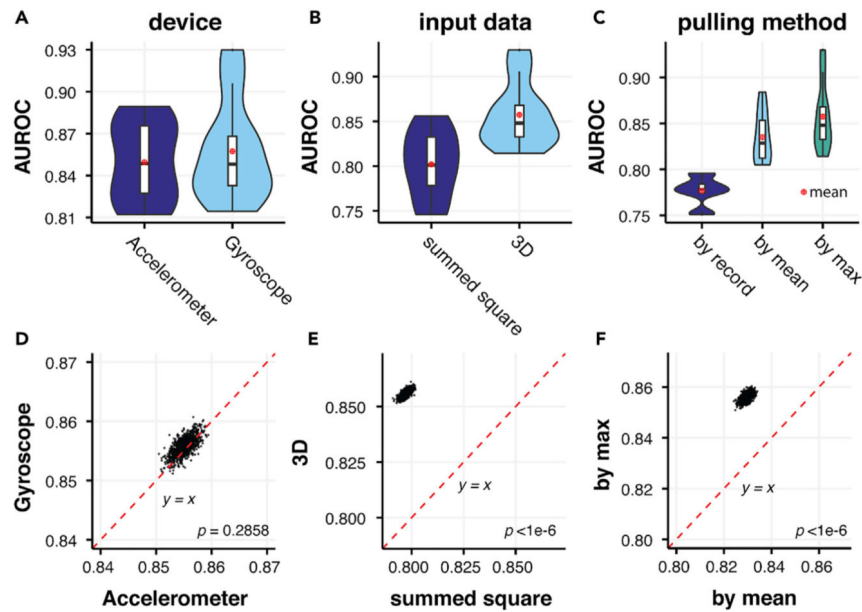 A
device
AUROC
0.93
0.90
0.87
0.84
0.81
Accelerometer
Gyroscope
B
input data
AUROC
0.90
0.85
0.80
0.75
summed square
3D
C
pulling method
AUROC
0.90
0.85
0.80
0.75
mean
by record
by mean
by max
D
Gyroscope
0.87
0.86
0.85
0.84
y = x
p = 0.2858
0.84
0.85
0.86
0.87
Accelerometer
E
3D
0.850
0.825
0.800
y = x
p <1e-6
0.800
0.850
0.850
summed square
F
by max
0.86
0.84
0.82
0.80
y = x
p <1e-6
0.80
0.82
0.84
0.86
by mean